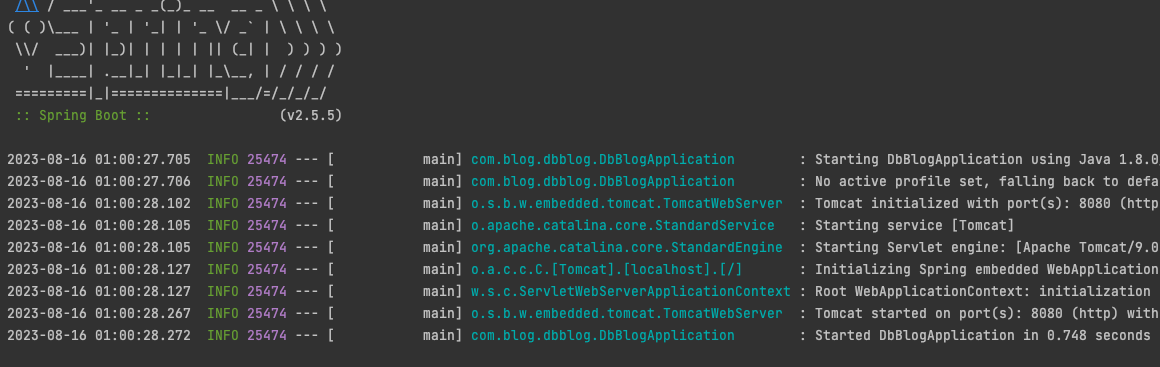 /\\ / ___'_ __ _ _(_)_ __  __ _ \ \ \ \
( ( )\___ | '_ | '_| | '_ \/ _` | \ \ \ \
 \\/  ___)| |_)| | | | | || (_| |  ) ) ) )
  '  |____| .__|_| |_|_| |_\__, | / / / /
 =========|_|==============|___/=/_/_/_/
 :: Spring Boot ::                (v2.5.5)
2023-08-16 01:00:27.705  INFO 25474 --- [           main] com.blog.dbblog.DbBlogApplication        : Starting DbBlogApplication using Java 1.8.0
2023-08-16 01:00:27.706  INFO 25474 --- [           main] com.blog.dbblog.DbBlogApplication        : No active profile set, falling back to defa
2023-08-16 01:00:28.102  INFO 25474 --- [           main] o.s.b.w.embedded.tomcat.TomcatWebServer  : Tomcat initialized with port(s): 8080 (http
2023-08-16 01:00:28.105  INFO 25474 --- [           main] o.apache.catalina.core.StandardService   : Starting service [Tomcat]
2023-08-16 01:00:28.105  INFO 25474 --- [           main] org.apache.catalina.core.StandardEngine  : Starting Servlet engine: [Apache Tomcat/9.0
2023-08-16 01:00:28.127  INFO 25474 --- [           main] o.a.c.c.C.[Tomcat].[localhost].[/]       : Initializing Spring embedded WebApplication
2023-08-16 01:00:28.127  INFO 25474 --- [           main] w.s.c.ServletWebServerApplicationContext : Root WebApplicationContext: initialization
2023-08-16 01:00:28.267  INFO 25474 --- [           main] o.s.b.w.embedded.tomcat.TomcatWebServer  : Tomcat started on port(s): 8080 (http) with
2023-08-16 01:00:28.272  INFO 25474 --- [           main] com.blog.dbblog.DbBlogApplication        : Started DbBlogApplication in 0.748 seconds